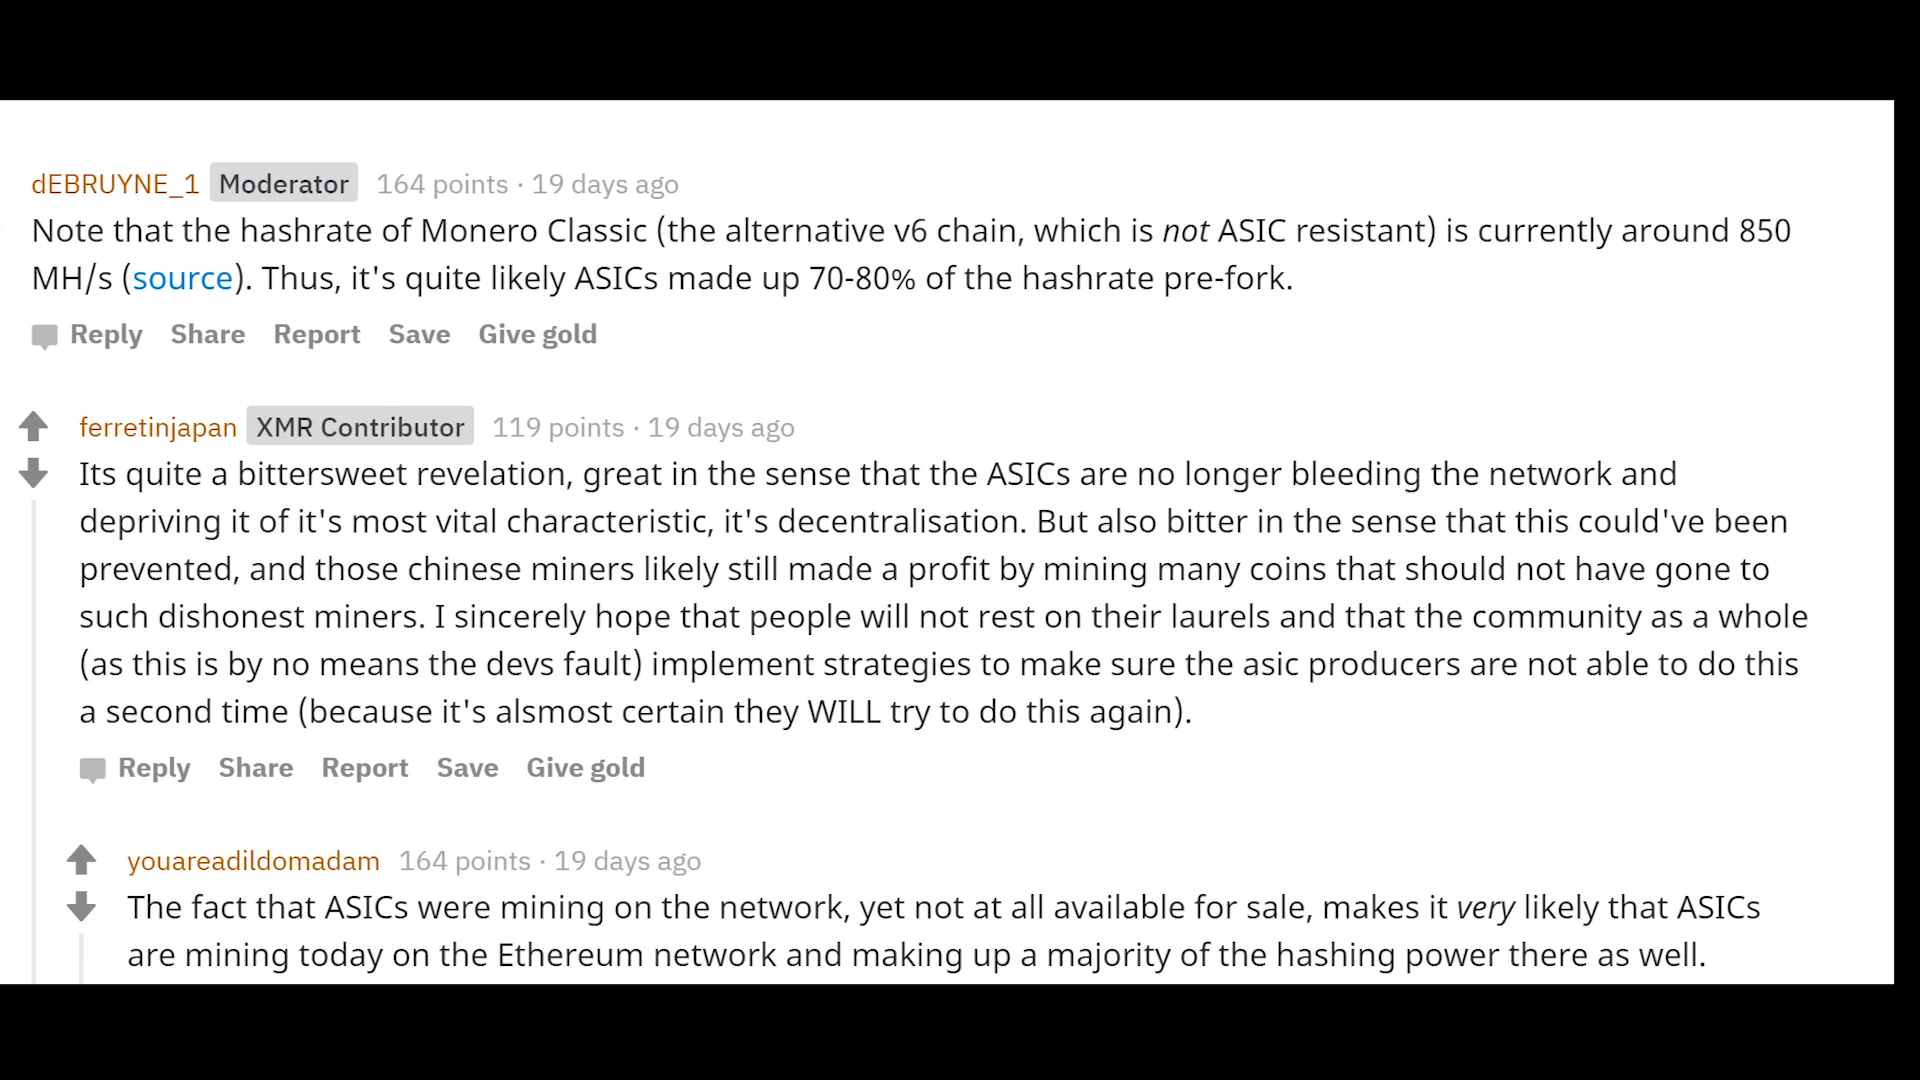 dEBRUYNE_1 Moderator 164 points · 19 days ago
Note that the hashrate of Monero Classic (the alternative v6 chain, which is not ASIC resistant) is currently around 850
MH/s (source). Thus, it's quite likely ASICs made up 70-80% of the hashrate pre-fork.
Reply Share Report Save Give gold
ferretinjapan XMR Contributor 119 points · 19 days ago
Its quite a bittersweet revelation, great in the sense that the ASICs are no longer bleeding the network and
depriving it of it's most vital characteristic, it's decentralisation. But also bitter in the sense that this could've been
prevented, and those chinese miners likely still made a profit by mining many coins that should not have gone to
such dishonest miners. I sincerely hope that people will not rest on their laurels and that the community as a whole
(as this is by no means the devs fault) implement strategies to make sure the asic producers are not able to do this
a second time (because it's alsmost certain they WILL try to do this again).
Reply Share Report Save Give gold
youareadildomadam 164 points · 19 days ago
The fact that ASICs were mining on the network, yet not at all available for sale, makes it very likely that ASICs
are mining today on the Ethereum network and making up a majority of the hashing power there as well.